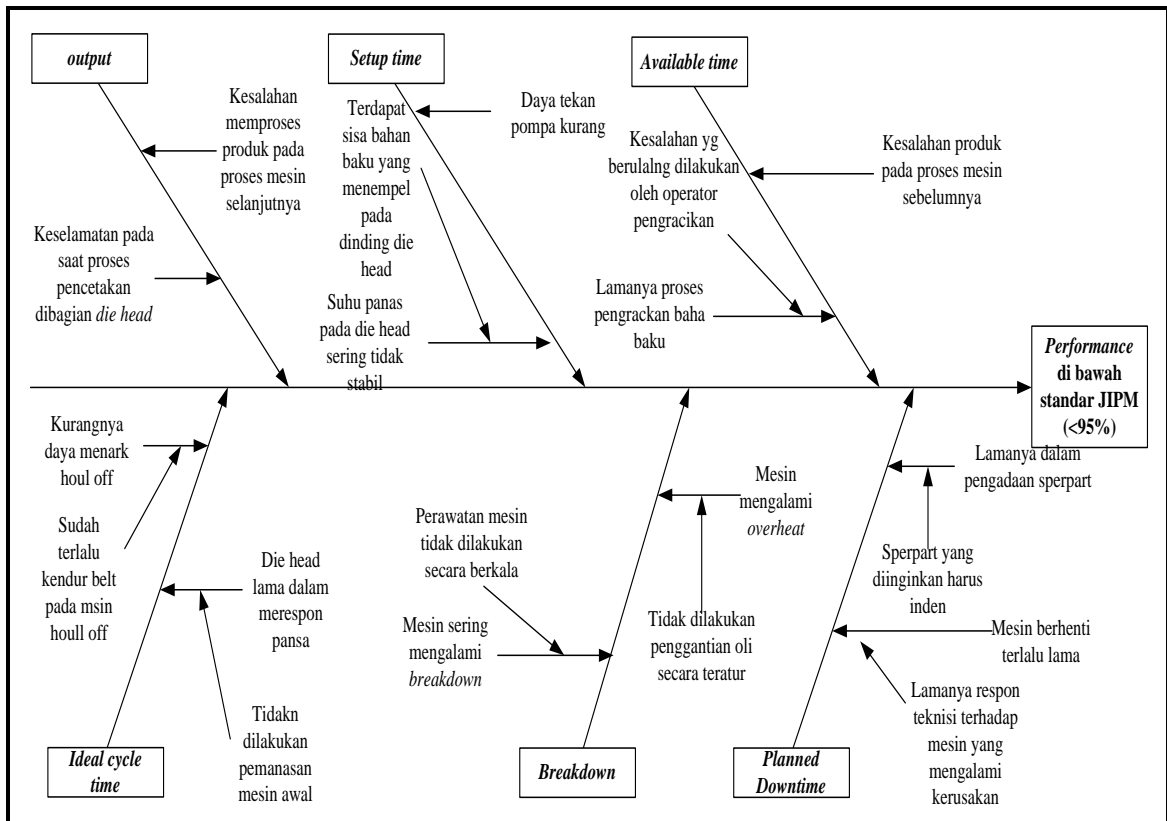 output
Setup time
Available time
Kesalahan
memproses
produk pada
proses mesin
selanjutnya
Keselamatan pada
saat proses
pencetakan
dibagian die head
Terdapat
sisa bahan
baku yang
menempel
pada
dinding die
head
Daya tekan
pompa kurang
Suhu panas
pada die head
sering tidak
stabil
Kesalahan yg
berulalng dilakukan
oleh operator
pengracikan
Kesalahan produk
pada proses mesin
sebelumnya
Lamanya proses
pengrackan baha
baku
Performance
di bawah
standar JIPM
(<95%)
Kurangnya
daya menark
houl off
Sudah
terlalu
kendur belt
pada msin
houll off
Die head
lama dalam
merespon
pansa
Tidakn
dilakukan
pemanasan
mesin awal
Perawatan mesin
tidak dilakukan
secara berkala
Mesin sering
mengalami
breakdown
Mesin
mengalami
overheat
Tidak dilakukan
penggantian oli
secara teratur
Lamanya dalam
pengadaan sperpart
Sperpart yang
diinginkan harus
inden
Mesin berhenti
terlalu lama
Lamanya respon
teknisi terhadap
mesin yang
mengalami
kerusakan
Ideal cycle
time
Breakdown
Planned
Downtime